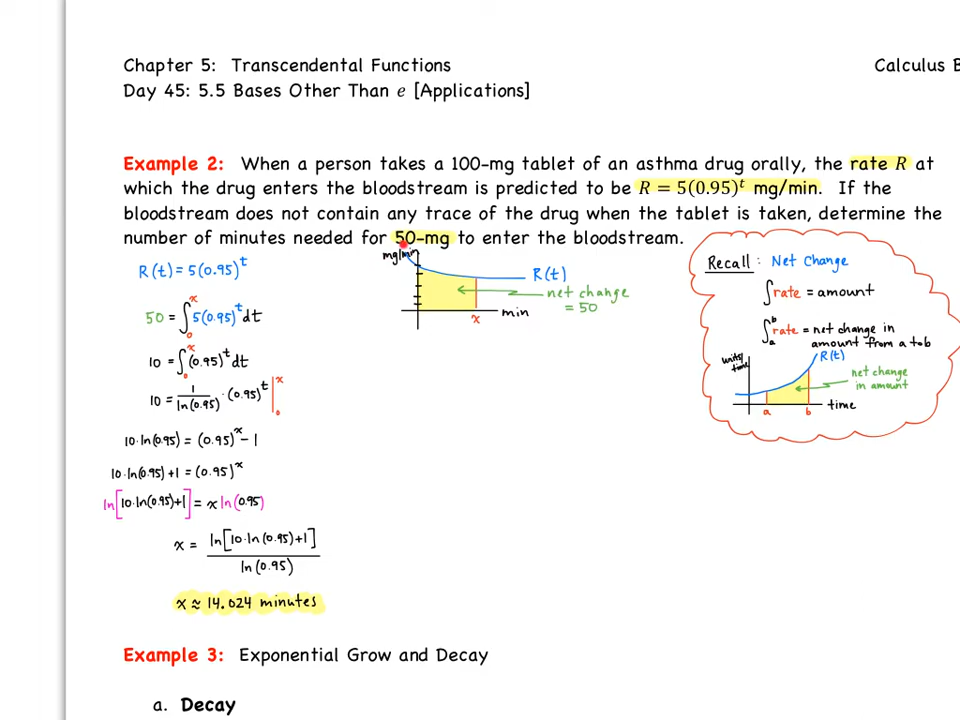 Chapter 5: Transcendental Functions
Calculus B
Day 45: 5.5 Bases Other Than e [Applications]
Example 2: When a person takes a 100-mg tablet of an asthma drug orally, the rate R at
which the drug enters the bloodstream is predicted to be R = 5(0.95)^t mg/min. If the
bloodstream does not contain any trace of the drug when the tablet is taken, determine the
number of minutes needed for 50-mg to enter the bloodstream.
R(t) = 5(0.95)^t
50 = ∫_0^x 5(0.95)^t dt
10 = ∫_0^x (0.95)^t dt
10 = 1/ln(0.95) · (0.95)^t |_0^x
10·ln(0.95) = (0.95)^x - 1
10·ln(0.95) + 1 = (0.95)^x
ln[10·ln(0.95)+1] = x ln(0.95)
x = ln[10·ln(0.95)+1] / ln(0.95)
x ≈ 14.024 minutes
mg/min
R(t)
net change
= 50
x
min
Recall: Net Change
∫rate = amount
∫_a^b rate = net change in
amount from a to b
units/
time
R(t)
net change
in amount
a
b
time
Example 3: Exponential Grow and Decay
a. Decay